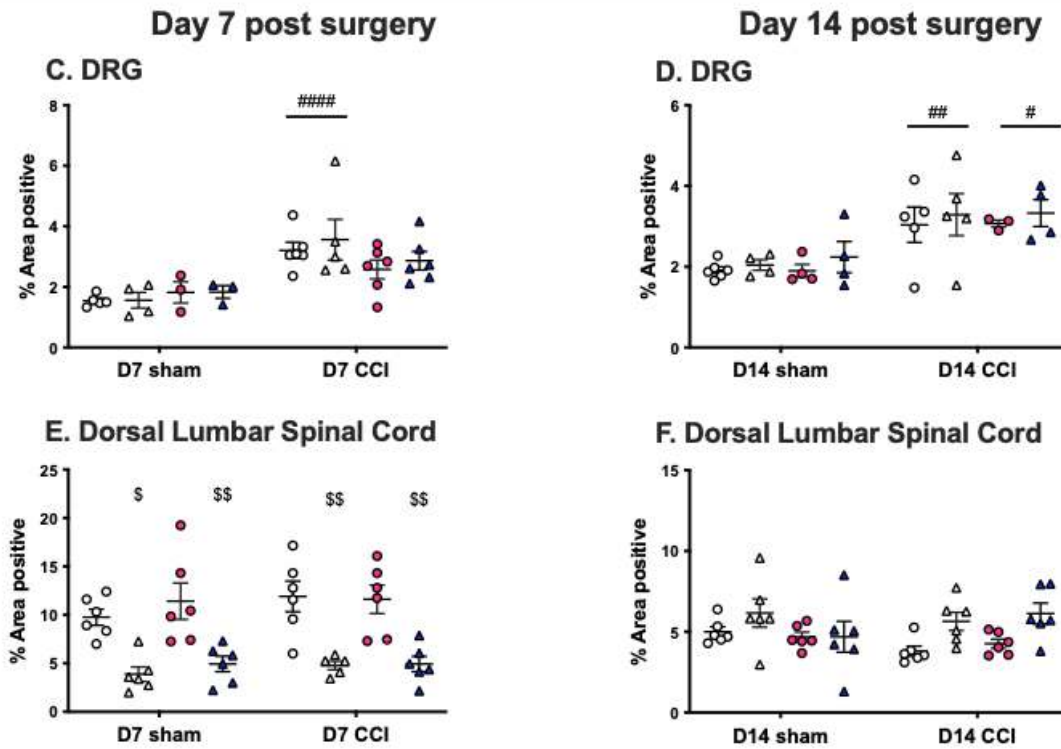 Day 7 post surgery
Day 14 post surgery
C. DRG
D. DRG
####
8
6
4
2
0
% Area positive
D7 sham
D7 CCI
##
#
6
4
2
0
% Area positive
D14 sham
D14 CCI
E. Dorsal Lumbar Spinal Cord
F. Dorsal Lumbar Spinal Cord
25
20
15
10
5
0
% Area positive
$
$$
$$
$$
D7 sham
D7 CCI
15
10
5
0
% Area positive
D14 sham
D14 CCI